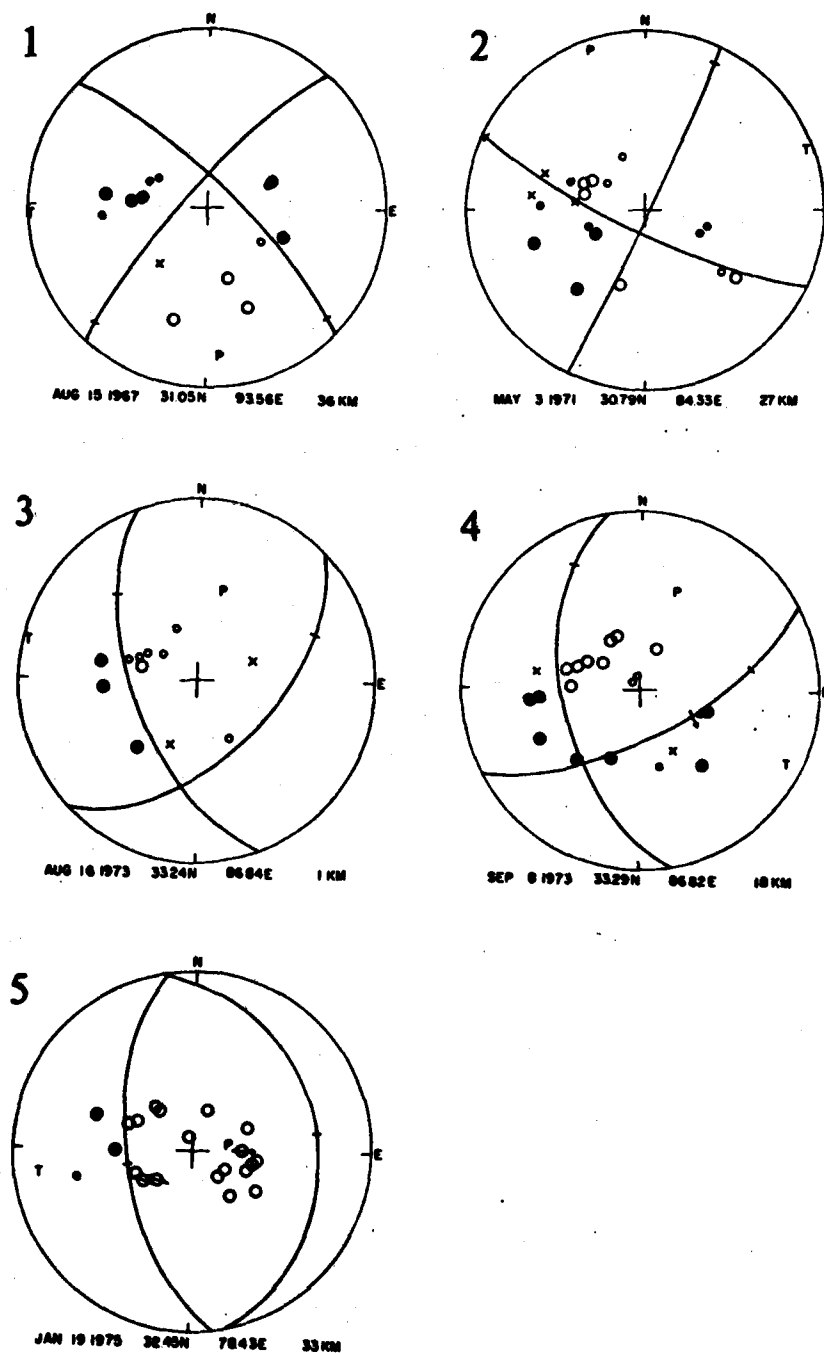 1
N
E
P
AUG 15 1967 31.05N 93.56E 36 KM
2
N
P
T
MAY 3 1971 30.79N 84.33E 27 KM
3
N
P
T
E
AUG 16 1973 33.24N 86.84E 1 KM
4
N
P
T
SEP 8 1973 33.29N 86.82E 18 KM
5
N
P
T
E
JAN 19 1975 32.45N 78.43E 33 KM